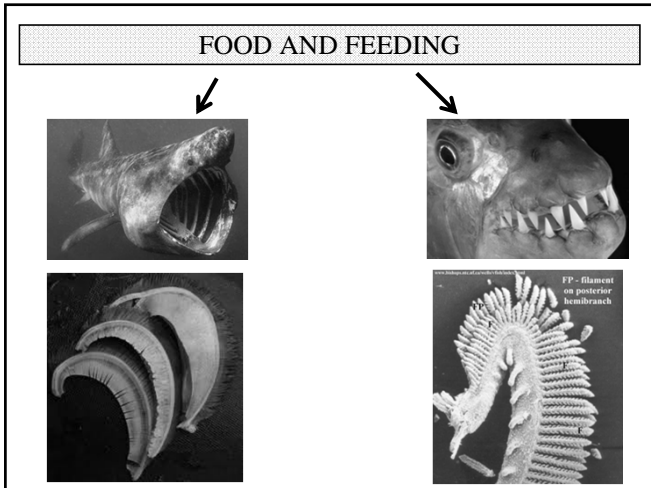 FOOD AND FEEDING
FP - filament
on posterior
hemibranch
F
F